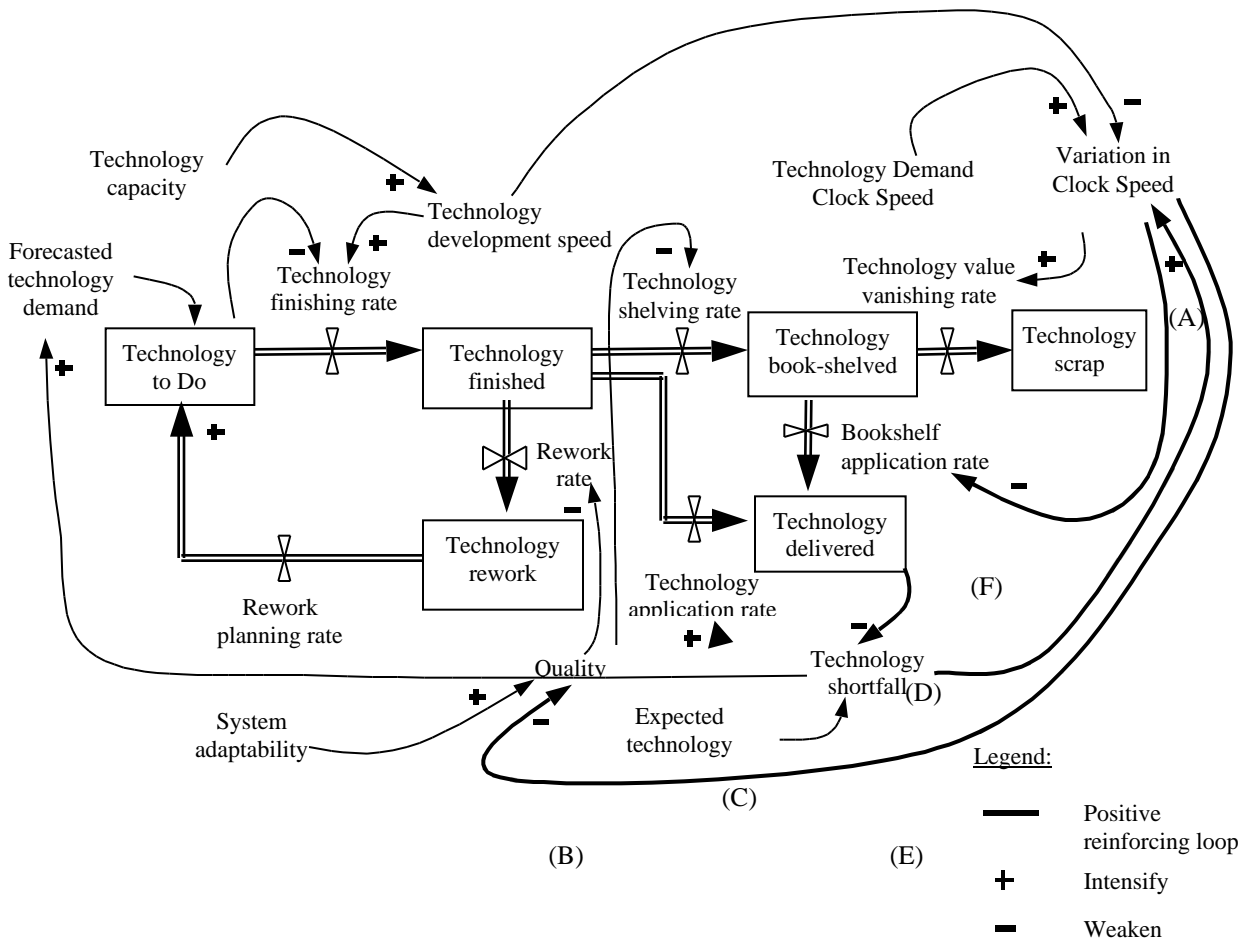 Technology
capacity
Technology
development speed
Technology Demand
Clock Speed
Variation in
Clock Speed
Forecasted
technology
demand
Technology
finishing rate
Technology
shelving rate
Technology value
vanishing rate
(A)
Technology
to Do
Technology
finished
Technology
book-shelved
Technology
scrap
Rework
rate
Bookshelf
application rate
Technology
rework
Technology
delivered
Rework
planning rate
Technology
application rate
(F)
Quality
Technology
shortfall
(D)
System
adaptability
Expected
technology
(C)
(B)
(E)
Legend:
Positive
reinforcing loop
+ Intensify
- Weaken